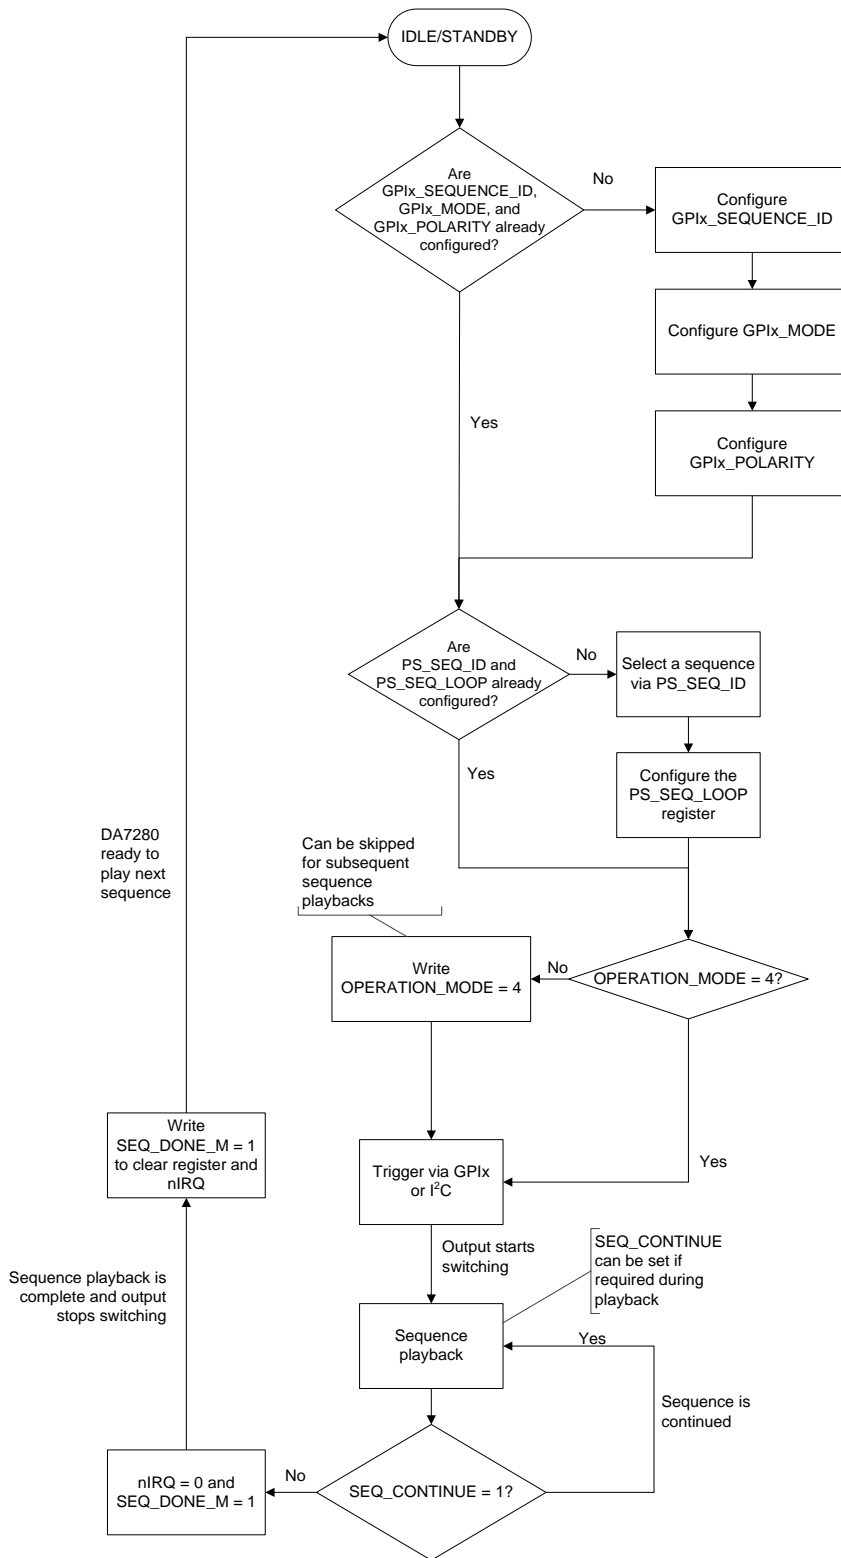 IDLE/STANDBY
Are
GPIx_SEQUENCE_ID,
GPIx_MODE, and
GPIx_POLARITY already
configured?
No
Configure
GPIx_SEQUENCE_ID
Configure GPIx_MODE
Yes
Configure
GPIx_POLARITY
Are
PS_SEQ_ID and
PS_SEQ_LOOP already
configured?
No
Select a sequence
via PS_SEQ_ID
Yes
Configure the
PS_SEQ_LOOP
register
DA7280
ready to
play next
sequence
Can be skipped
for subsequent
sequence
playbacks
Write
OPERATION_MODE = 4
No
OPERATION_MODE = 4?
Write
SEQ_DONE_M = 1
to clear register and
nIRQ
Trigger via GPIx
or I²C
Yes
Output starts
switching
SEQ_CONTINUE
can be set if
required during
playback
Sequence playback is
complete and output
stops switching
Sequence
playback
Yes
Sequence is
continued
nIRQ = 0 and
SEQ_DONE_M = 1
No
SEQ_CONTINUE = 1?